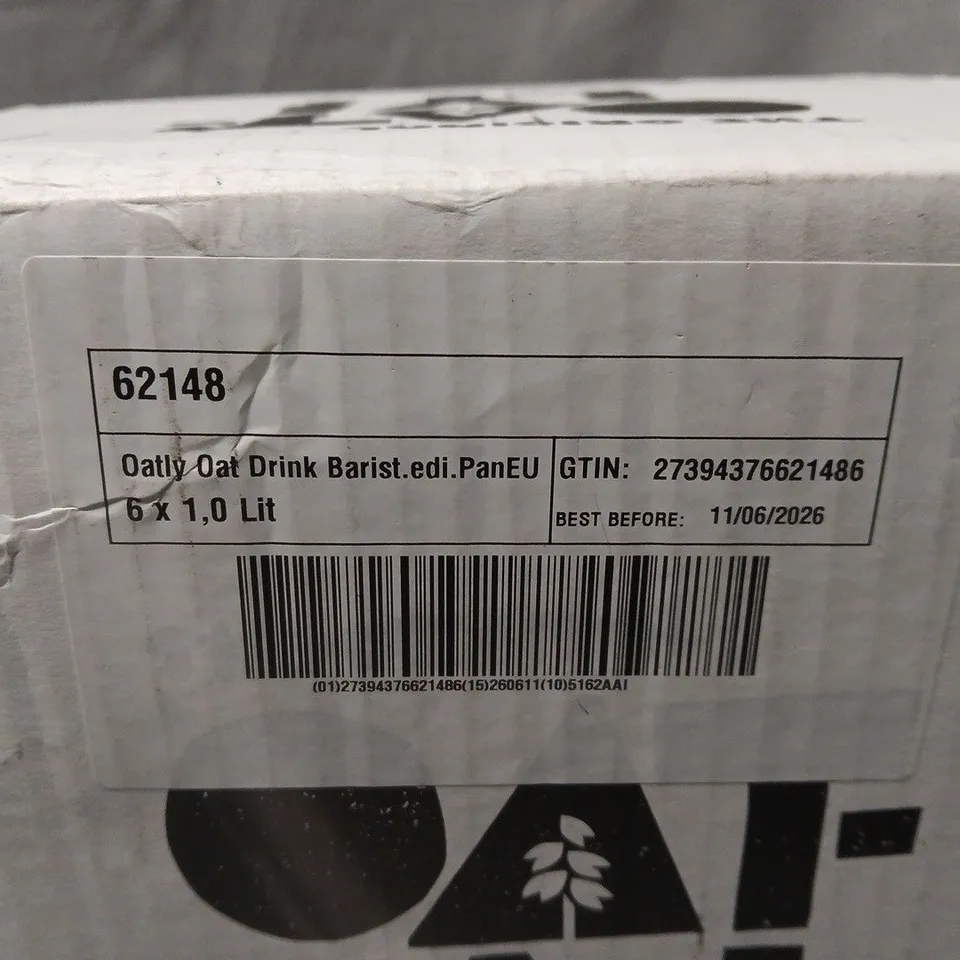 62148
Oatly Oat Drink Barist.edi.PanEU
6 x 1,0 Lit
GTIN: 27394376621486
BEST BEFORE: 11/06/2026
(01)27394376621486(15)260611(10)5162AAI